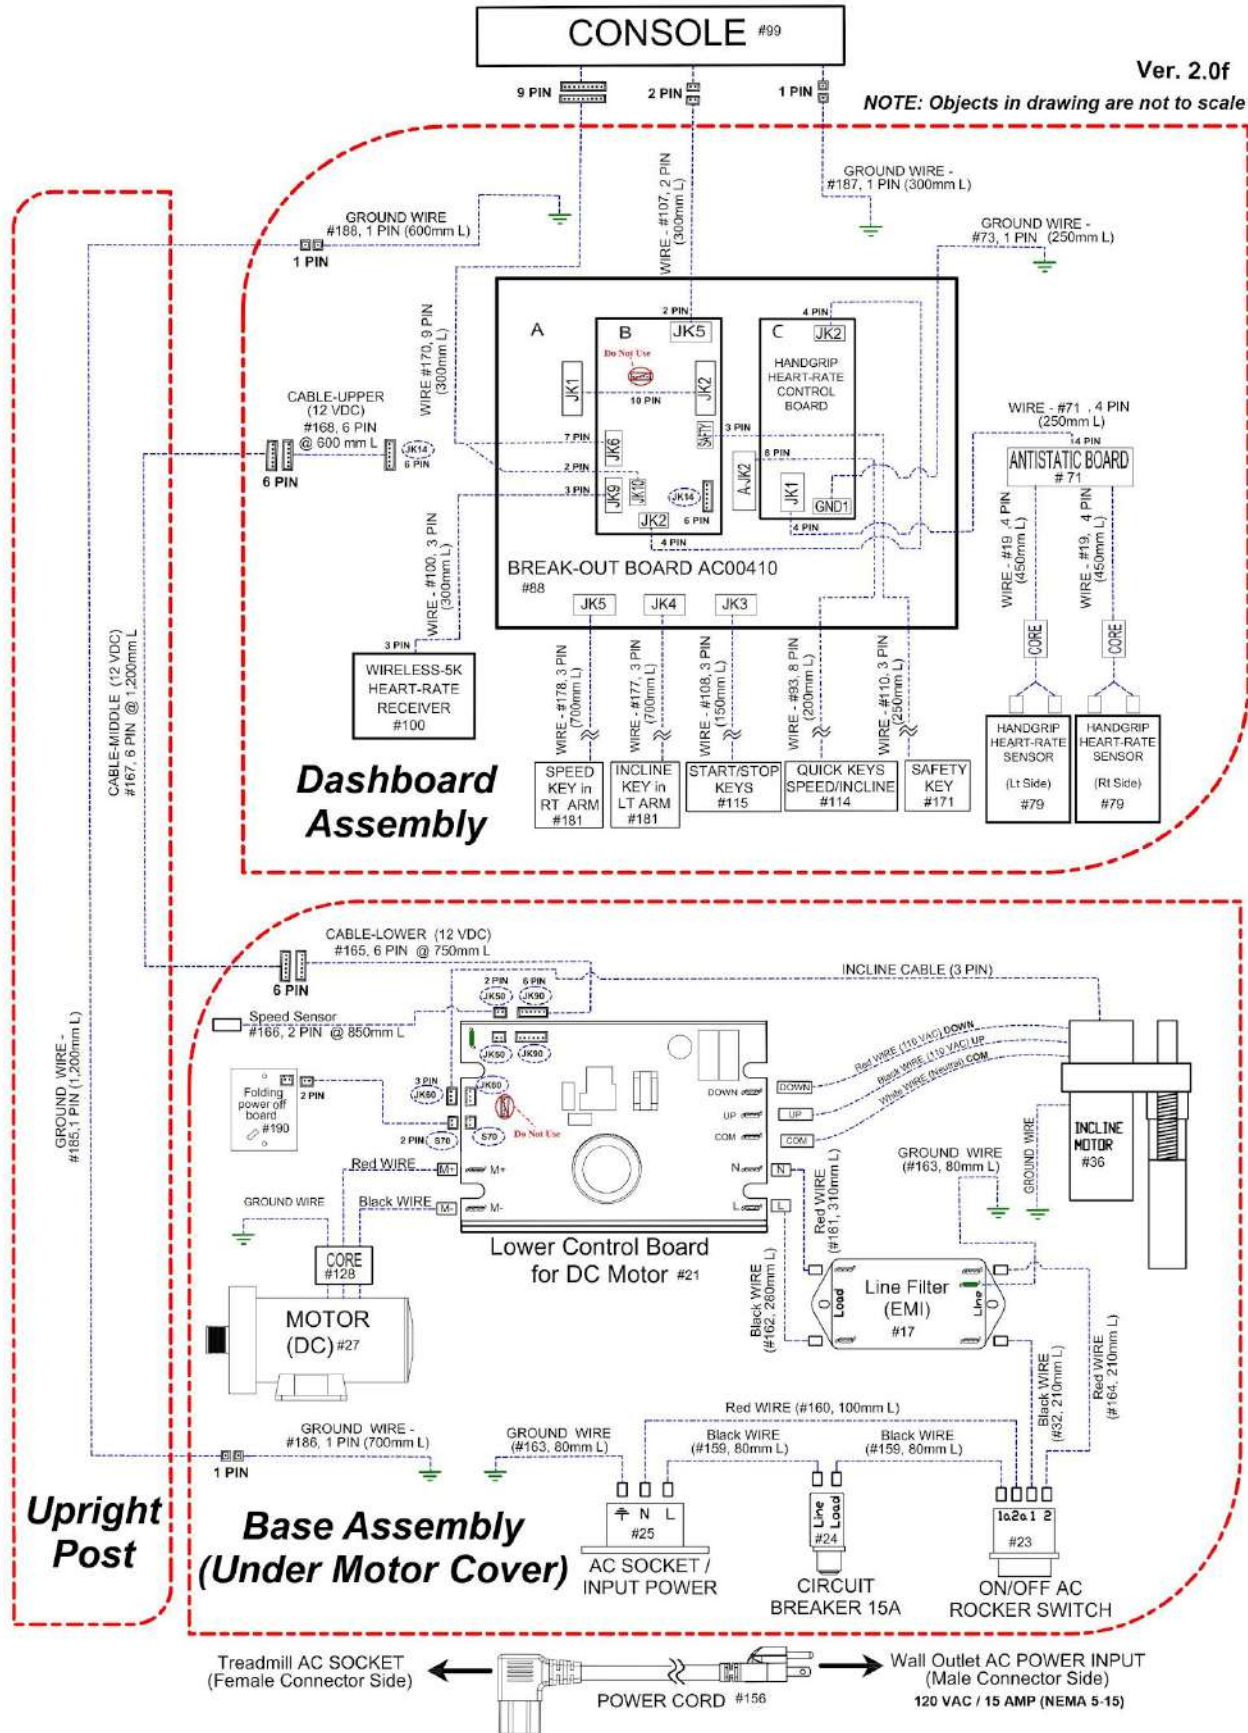 CONSOLE #99
Ver. 2.0f
NOTE: Objects in drawing are not to scale
9 PIN
2 PIN
1 PIN
GROUND WIRE -
#187, 1 PIN (300mm L)
GROUND WIRE
#188, 1 PIN (600mm L)
1 PIN
WIRE - #107, 2 PIN
(300mm L)
GROUND WIRE -
#73, 1 PIN (250mm L)
WIRE #170, 9 PIN
(300mm L)
CABLE-UPPER
(12 VDC)
#168, 6 PIN
@ 600 mm L
6 PIN
JK14
6 PIN
A
B
C
2 PIN
JK5
Do Not Use
JK1
10 PIN
JK2
4 PIN
JK2
HANDGRIP
HEART-RATE
CONTROL
BOARD
7 PIN
JK6
SAFTY
3 PIN
8 PIN
2 PIN
JK10
3 PIN
JK9
JK14
6 PIN
JK2
4 PIN
A-JK2
JK1
GND1
4 PIN
BREAK-OUT BOARD AC00410
#88
JK5
JK4
JK3
WIRE - #71 , 4 PIN
(250mm L)
4 PIN
ANTISTATIC BOARD
# 71
WIRE - #19 ,4 PIN
(450mm L)
WIRE - #19, 4 PIN
(450mm L)
CORE
CORE
WIRE - #100, 3 PIN
(300mm L)
3 PIN
WIRELESS-5K
HEART-RATE
RECEIVER
#100
WIRE - #178, 3 PIN
(700mm L)
WIRE - #177, 3 PIN
(700mm L)
WIRE - #108, 3 PIN
(150mm L)
WIRE - #93, 8 PIN
(200mm L)
WIRE - #110, 3 PIN
(250mm L)
SPEED
KEY in
RT ARM
#181
INCLINE
KEY in
LT ARM
#181
START/STOP
KEYS
#115
QUICK KEYS
SPEED/INCLINE
#114
SAFETY
KEY
#171
HANDGRIP
HEART-RATE
SENSOR
(Lt Side)
#79
HANDGRIP
HEART-RATE
SENSOR
(Rt Side)
#79
Dashboard
Assembly
CABLE-MIDDLE (12 VDC)
#167, 6 PIN @ 1,200mm L
GROUND WIRE -
#185,1 PIN (1,200mm L)
CABLE-LOWER (12 VDC)
#165, 6 PIN @ 750mm L
6 PIN
INCLINE CABLE (3 PIN)
2 PIN
6 PIN
JK50
JK90
Speed Sensor
#166, 2 PIN @ 850mm L
JK50
JK90
Folding
power off
board
#190
2 PIN
3 PIN
JK60
JK60
Do Not Use
2 PIN
S70
S70
Red WIRE (110 VAC) DOWN
Black WIRE (110 VAC) UP
White WIRE (Neutral) COM
DOWN
DOWN
UP
UP
COM
COM
N
N
L
L
Red WIRE
M+
M+
Black WIRE
M-
M-
GROUND WIRE
Lower Control Board
for DC Motor #21
CORE
#128
MOTOR
(DC) #27
INCLINE
MOTOR
#36
GROUND WIRE
GROUND WIRE
(#163, 80mm L)
Red WIRE
(#161, 310mm L)
Black WIRE
(#162, 280mm L)
Load
Line Filter
(EMI)
#17
Line
Black WIRE
(#32, 210mm L)
Red WIRE
(#164, 210mm L)
Red WIRE (#160, 100mm L)
GROUND WIRE -
#186, 1 PIN (700mm L)
1 PIN
GROUND WIRE
(#163, 80mm L)
Black WIRE
(#159, 80mm L)
Black WIRE
(#159, 80mm L)
N L
#25
AC SOCKET /
INPUT POWER
Line
Load
#24
CIRCUIT
BREAKER 15A
1a2a1 2
#23
ON/OFF AC
ROCKER SWITCH
Upright
Post
Base Assembly
(Under Motor Cover)
Treadmill AC SOCKET
(Female Connector Side)
POWER CORD #156
Wall Outlet AC POWER INPUT
(Male Connector Side)
120 VAC / 15 AMP (NEMA 5-15)